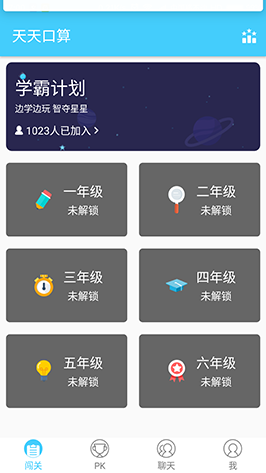 天天口算
学霸计划
边学边玩 智夺星星
1023人已加入 >
一年级
未解锁
二年级
未解锁
三年级
未解锁
四年级
未解锁
五年级
未解锁
六年级
未解锁
闯关
PK
聊天
我